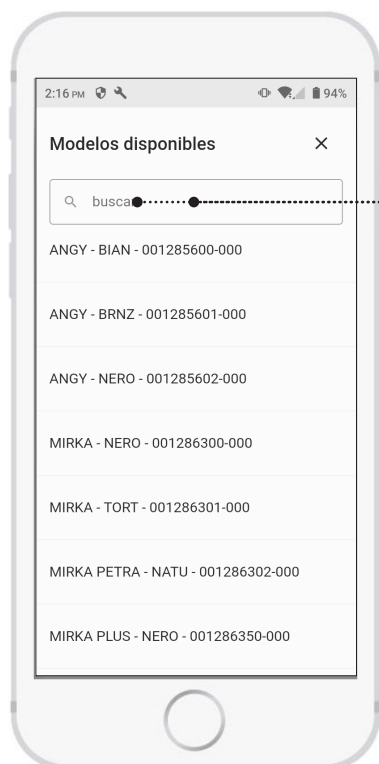 2:16 PM 94%
Modelos disponibles
busca
ANGY - BIAN - 001285600-000
ANGY - BRNZ - 001285601-000
ANGY - NERO - 001285602-000
MIRKA - NERO - 001286300-000
MIRKA - TORT - 001286301-000
MIRKA PETRA - NATU - 001286302-000
MIRKA PLUS - NERO - 001286350-000